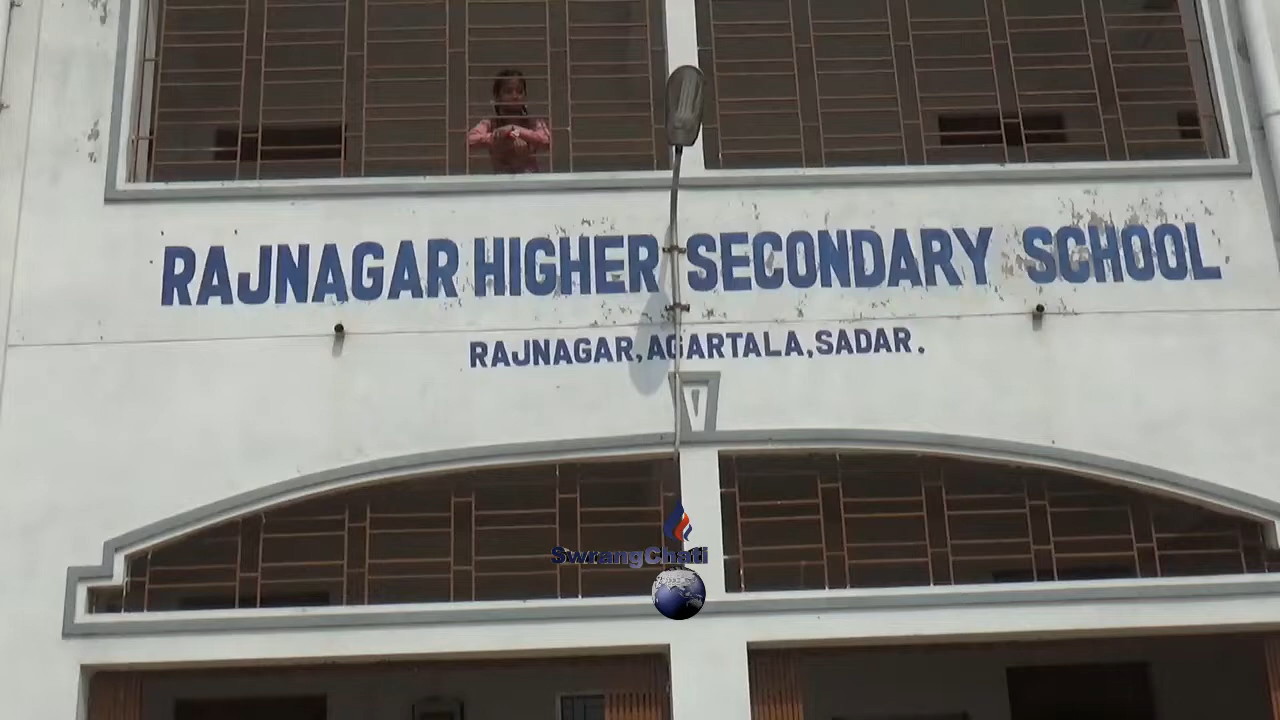 RAJNAGAR HIGHER SECONDARY SCHOOL
RAJNAGAR, AGARTALA, SADAR.
SwrangChati